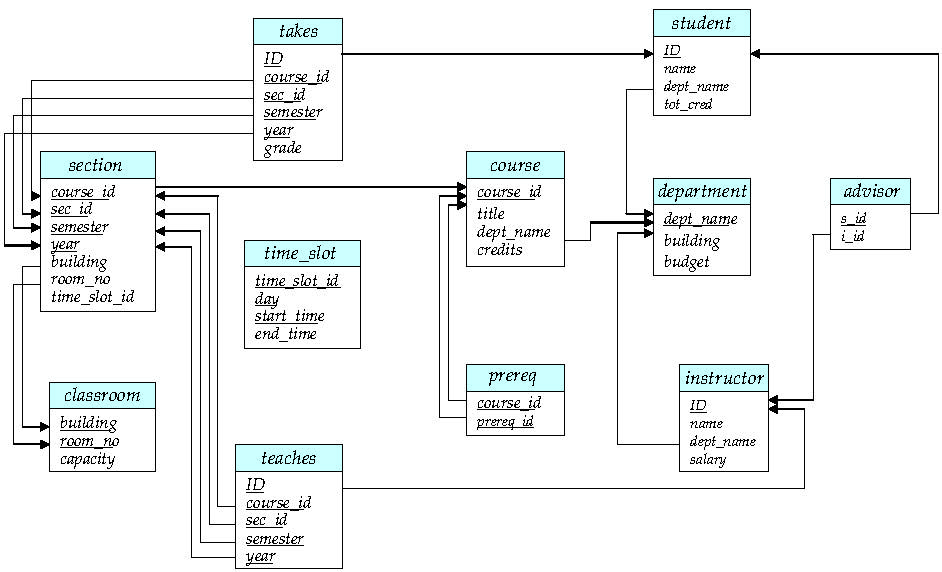 takes
ID
course_id
sec_id
semester
year
grade
student
ID
name
dept_name
tot_cred
section
course_id
sec_id
semester
year
building
room_no
time_slot_id
course
course_id
title
dept_name
credits
department
dept_name
building
budget
advisor
s_id
i_id
time_slot
time_slot_id
day
start_time
end_time
prereq
course_id
prereq_id
instructor
ID
name
dept_name
salary
classroom
building
room_no
capacity
teaches
ID
course_id
sec_id
semester
year